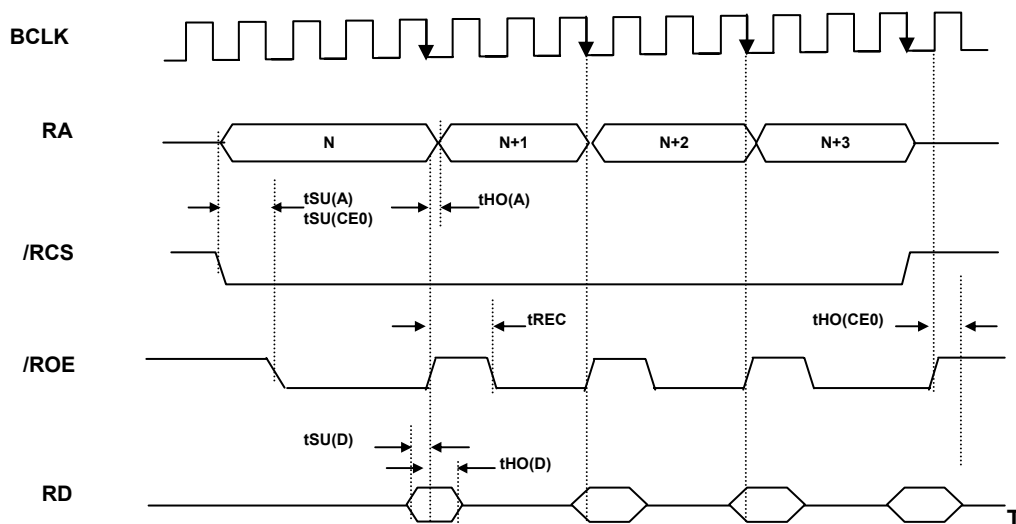 BCLK
RA
N
N+1
N+2
N+3
tSU(A)
tSU(CE0)
tHO(A)
/RCS
tREC
tHO(CE0)
/ROE
tSU(D)
tHO(D)
RD
T